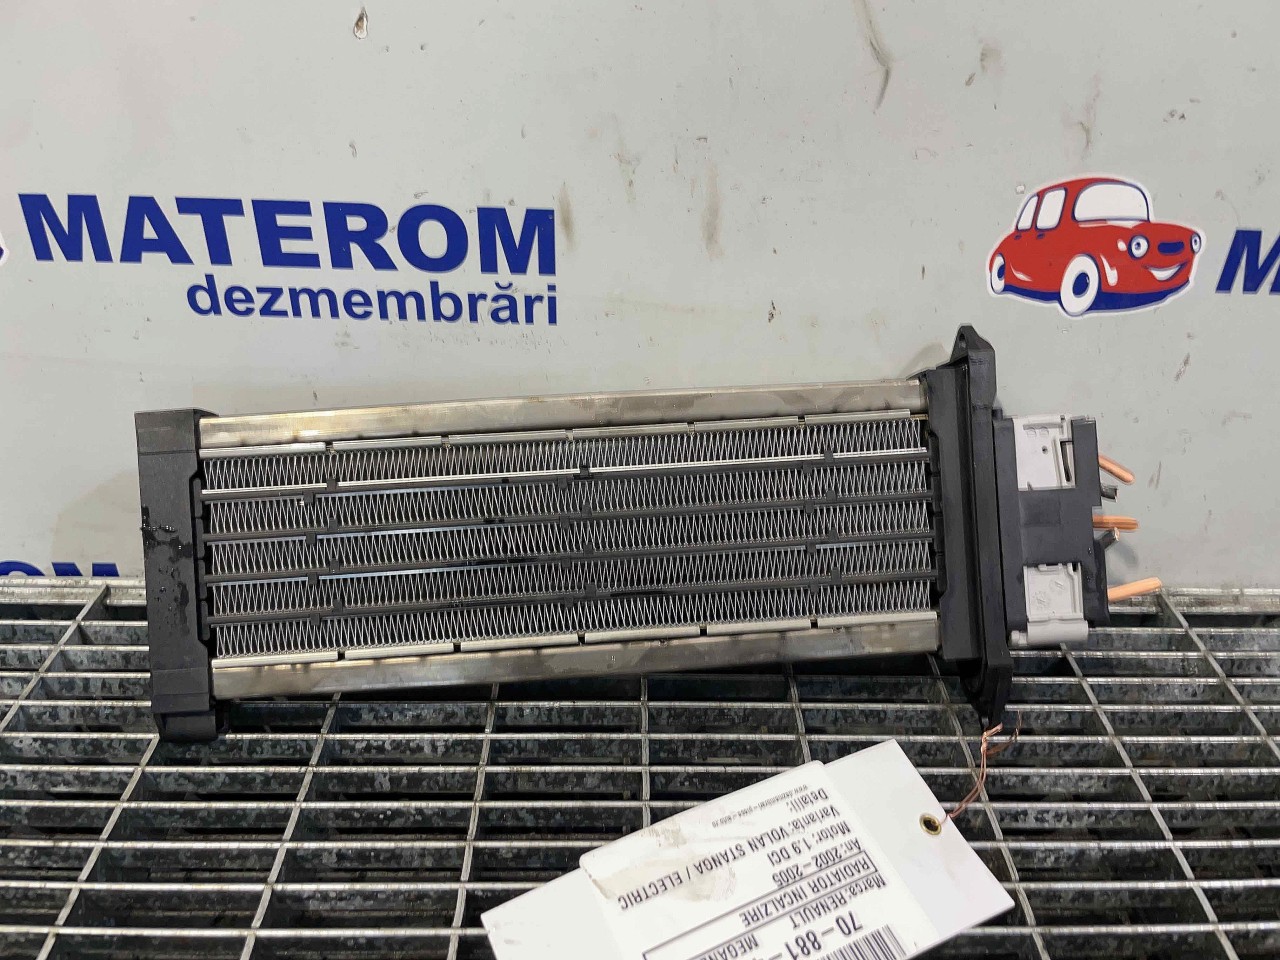 MATEROM
dezmembrări
M
OM
70-881
Marca:RENAULT MEGANE
RADIATOR INCALZIRE
An:2002-2005
Motor: 1.9 DCI
Varianta:VOLAN STANGA / ELECTRIC
Detalii: